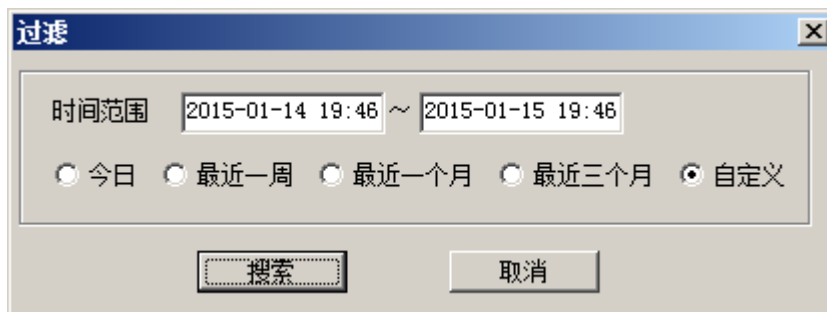 过滤
时间范围 2015-01-14 19:46 ~ 2015-01-15 19:46
今日 最近一周 最近一个月 最近三个月 自定义
搜索 取消